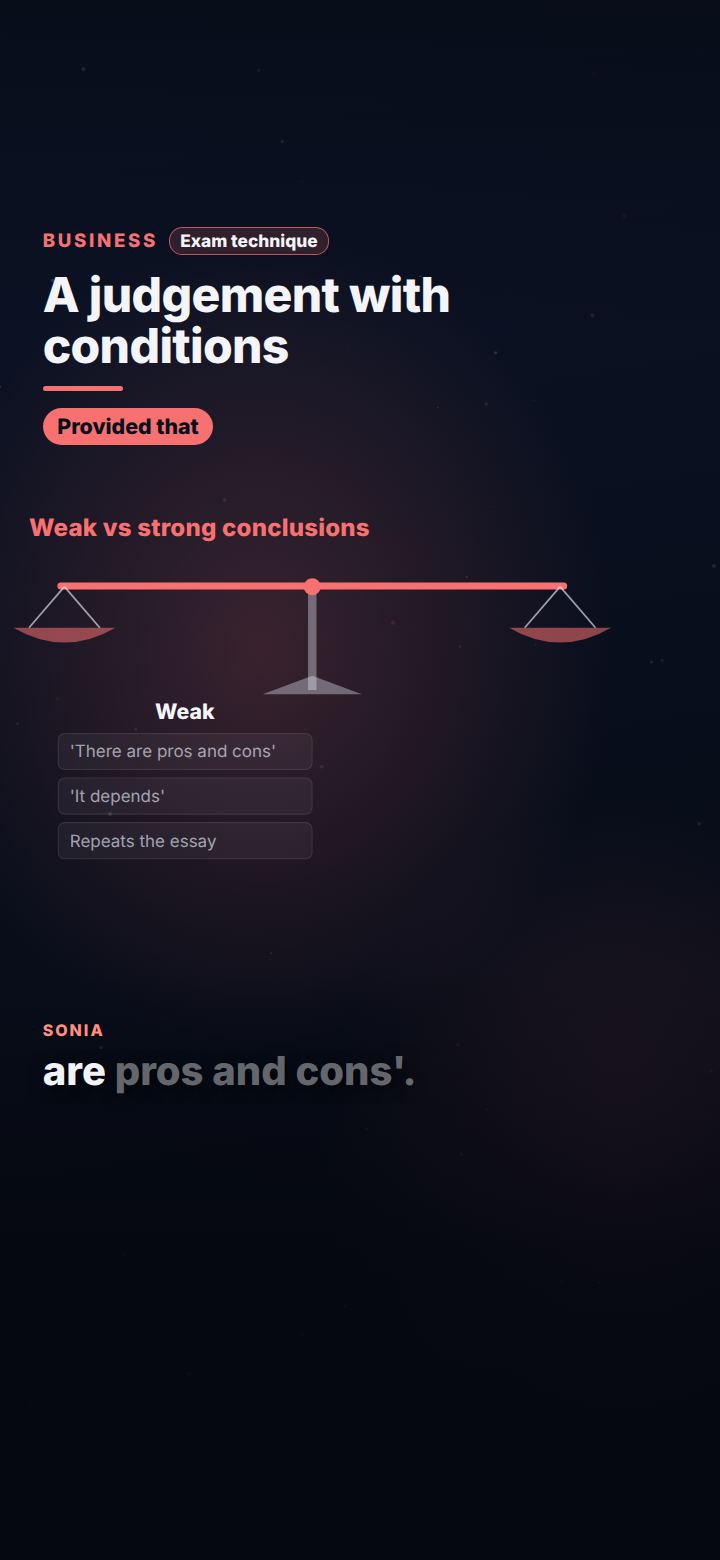 BUSINESS Exam technique
A judgement with
conditions
Provided that
Weak vs strong conclusions
Weak
'There are pros and cons'
'It depends'
Repeats the essay
SONIA
are pros and cons'.